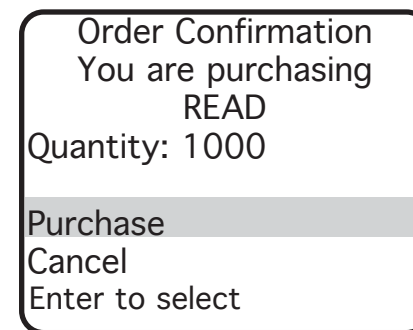 Order Confirmation
You are purchasing
READ
Quantity: 1000
Purchase
Cancel
Enter to select